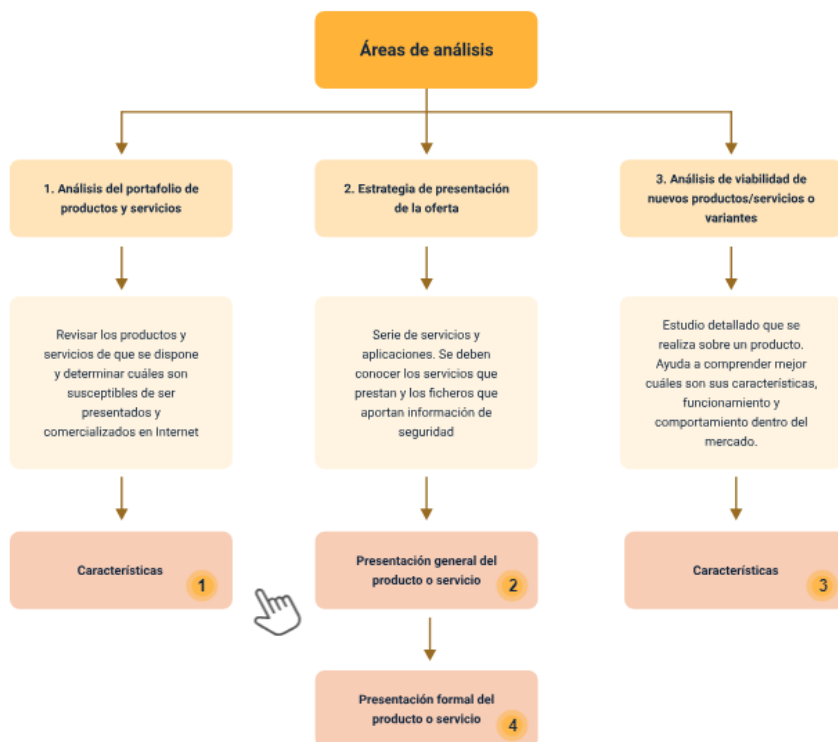 Áreas de análisis
1. Análisis del portafolio de
productos y servicios
2. Estrategia de presentación
de la oferta
3. Análisis de viabilidad de
nuevos productos/servicios o
variantes
Revisar los productos y
servicios de que se dispone
y determinar cuáles son
susceptibles de ser
presentados y
comercializados en Internet
Serie de servicios y
aplicaciones. Se deben
conocer los servicios que
prestan y los ficheros que
aportan información de
seguridad
Estudio detallado que se
realiza sobre un producto.
Ayuda a comprender mejor
cuáles son sus características,
funcionamiento y
comportamiento dentro del
mercado.
Características
1
Presentación general del
producto o servicio
2
Características
3
Presentación formal del
producto o servicio
4